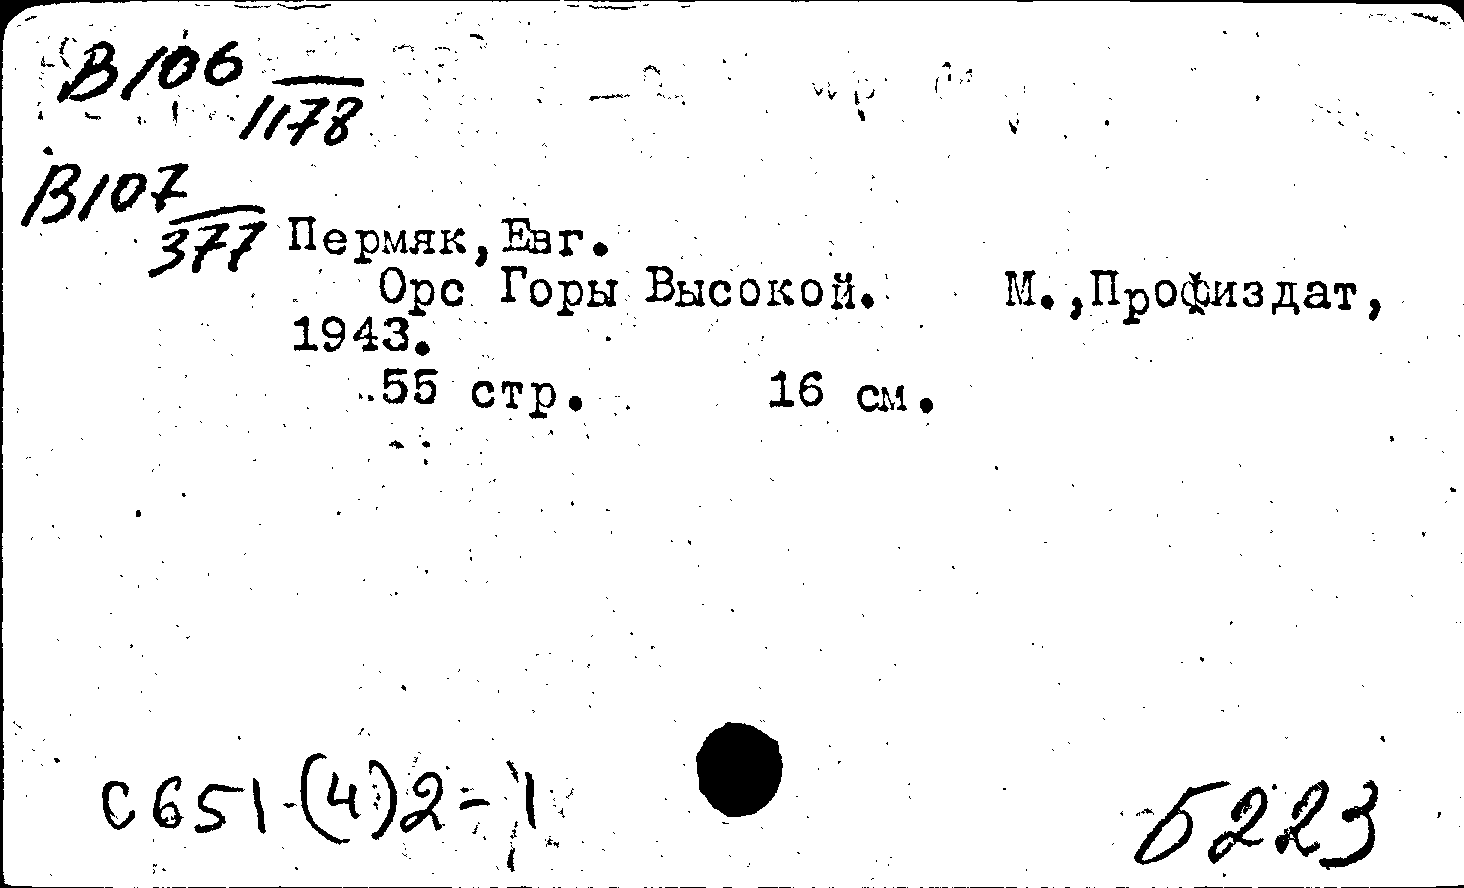 В106
1178
В107
377
Пермяк, Евг.
Орс Горы Высокой. М., Профиздат,
1943.
55 стр. 16 см.
С651-(4)2=1
Б223